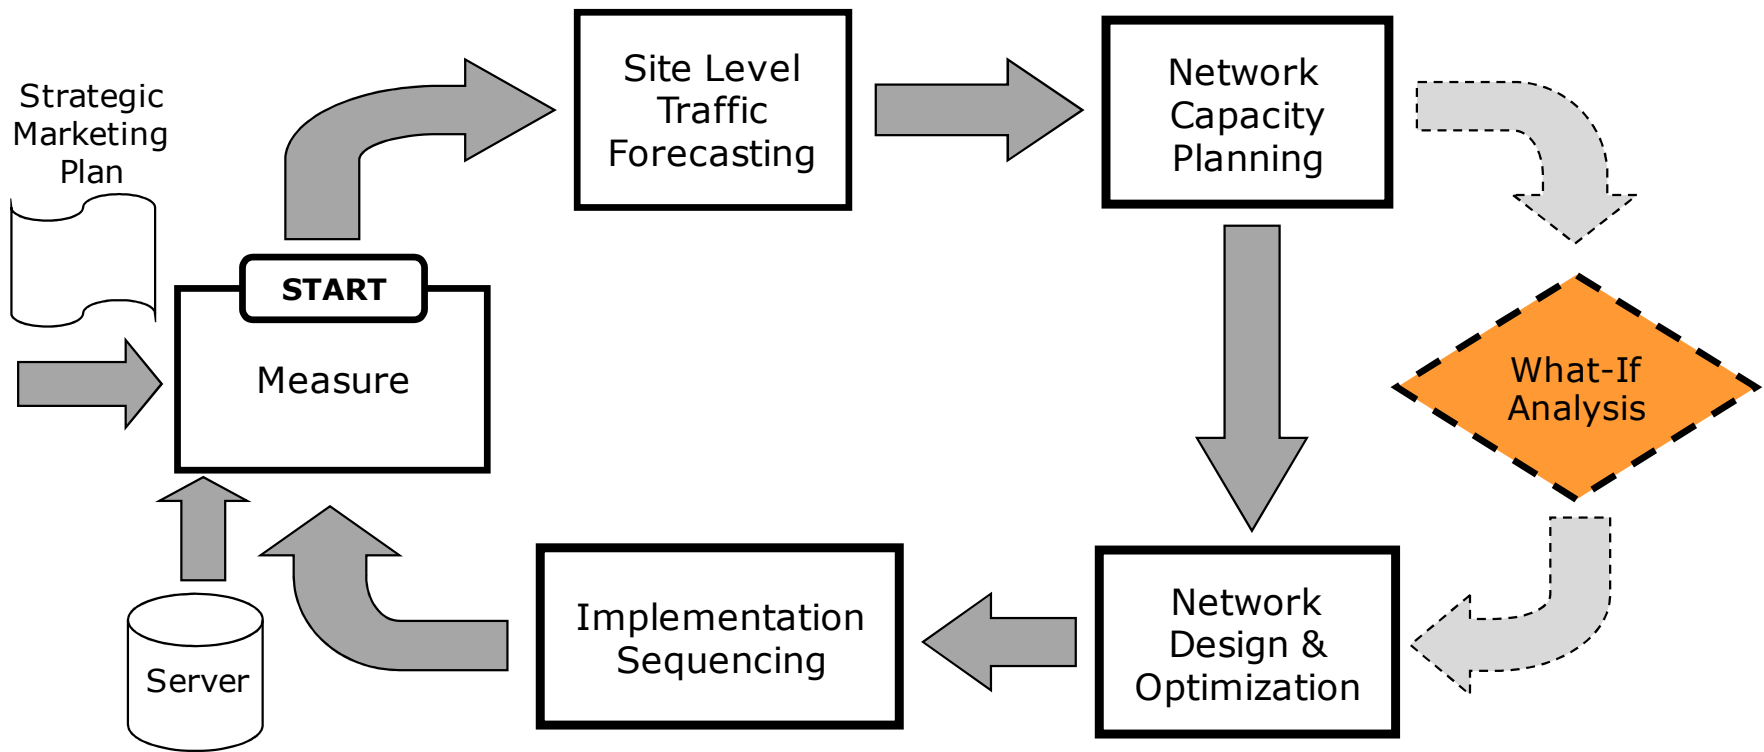 Strategic
Marketing
Plan
START
Measure
Site Level
Traffic
Forecasting
Network
Capacity
Planning
What-If
Analysis
Network
Design &
Optimization
Implementation
Sequencing
Server